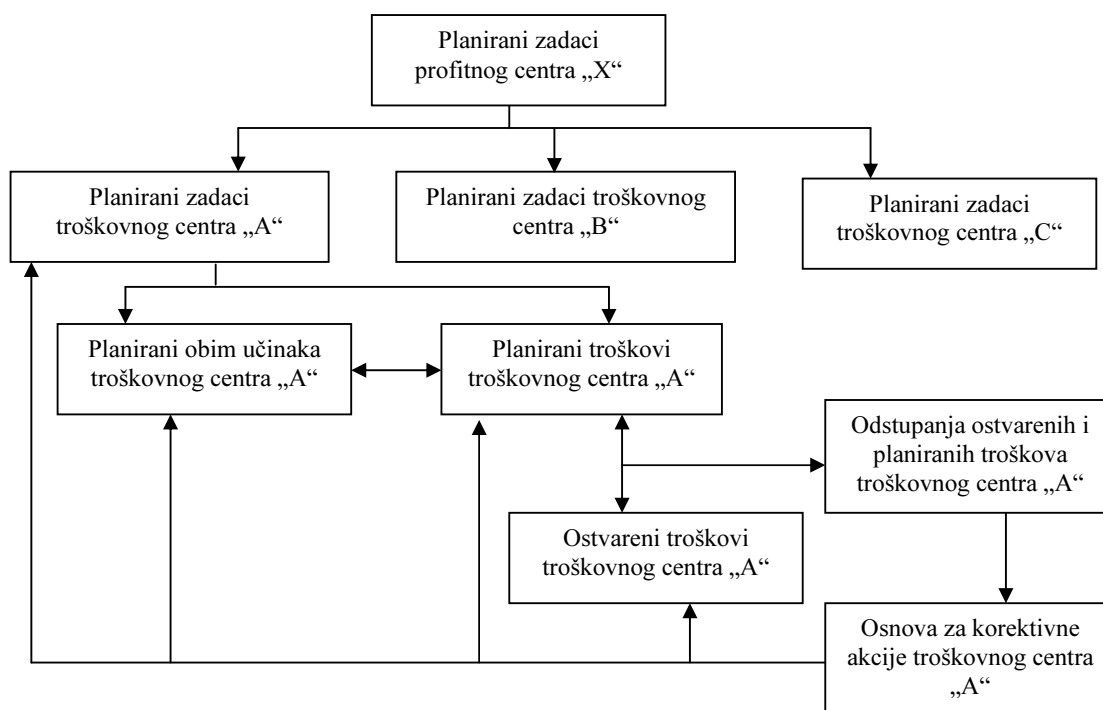 Planirani zadaci
profitnog centra „X“
Planirani zadaci
troškovnog centra „A“
Planirani zadaci troškovnog
centra „B“
Planirani zadaci
troškovnog centra „C“
Planirani obim učinaka
troškovnog centra „A“
Planirani troškovi
troškovnog centra „A“
Odstupanja ostvarenih i
planiranih troškova
troškovnog centra „A“
Ostvareni troškovi
troškovnog centra „A“
Osnova za korektivne
akcije troškovnog centra
„A“